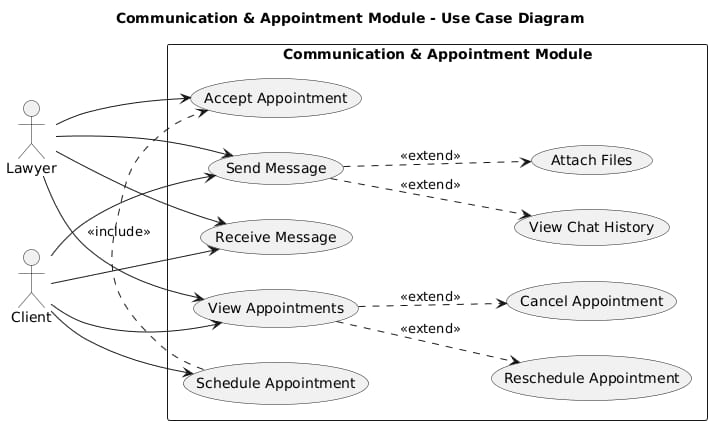 Communication & Appointment Module - Use Case Diagram
Communication & Appointment Module
Accept Appointment
«extend»
Attach Files
Lawyer
Send Message
«extend»
View Chat History
«include»
Receive Message
«extend»
Cancel Appointment
Client
View Appointments
«extend»
Schedule Appointment
Reschedule Appointment